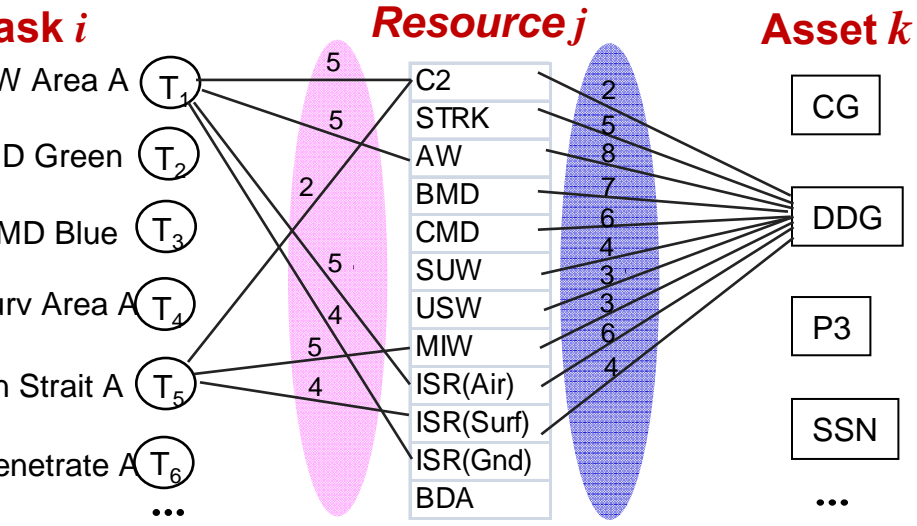 ask i
Resource j
Asset k
W Area A T1
D Green T2
MD Blue T3
urv Area A T4
n Strait A T5
enetrate A T6
...
5
5
2
5
4
5
4
C2
STRK
AW
BMD
CMD
SUW
USW
MIW
ISR(Air)
ISR(Surf)
ISR(Gnd)
BDA
2
5
8
7
6
4
3
3
6
4
CG
DDG
P3
SSN
...